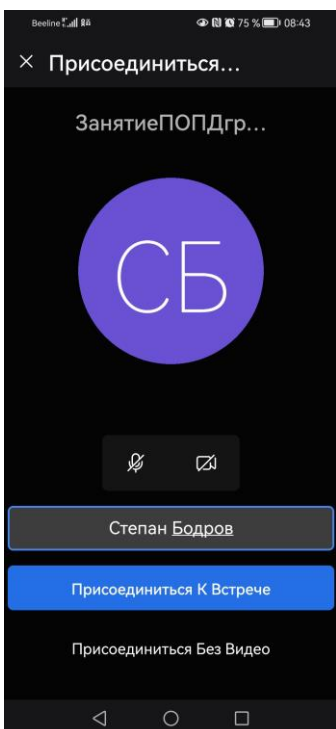 Beeline 75 % 08:43
Присоединиться...
ЗанятиеПОПДгр...
СБ
Степан Бодров
Присоединиться К Встрече
Присоединиться Без Видео